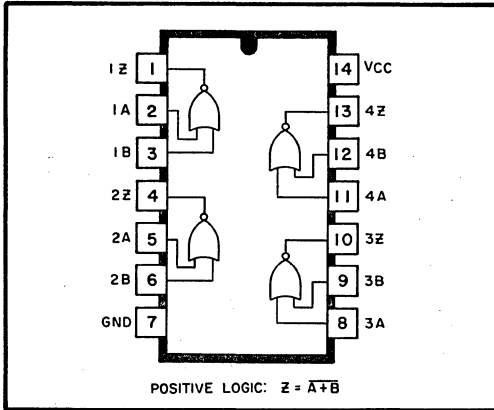 1Z 1 14 VCC
1A 2 13 4Z
1B 3 12 4B
2Z 4 11 4A
2A 5 10 3Z
2B 6 9 3B
GND 7 8 3A
POSITIVE LOGIC: Z = \overline{A+B}